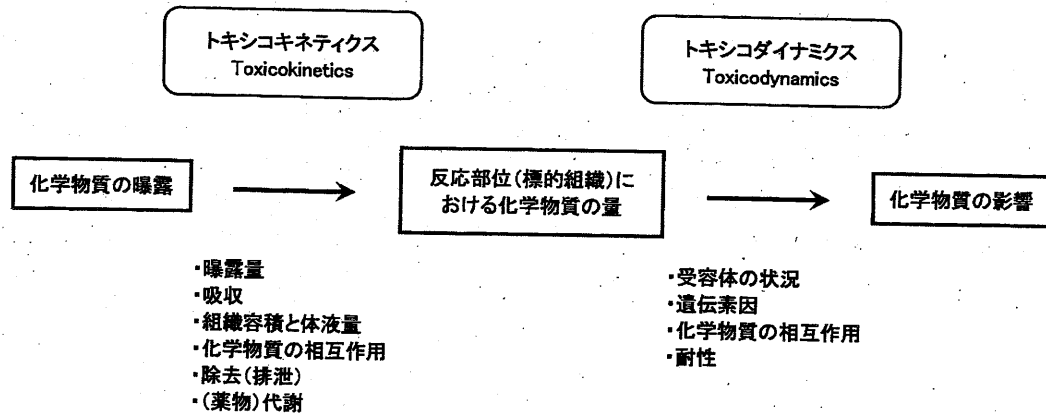 トキシコキネティクス
Toxicokinetics
トキシコダイナミクス
Toxicodynamics
化学物質の曝露
反応部位(標的組織)に
おける化学物質の量
化学物質の影響
・曝露量
・吸収
・組織容積と体液量
・化学物質の相互作用
・除去(排泄)
・(薬物)代謝
・受容体の状況
・遺伝素因
・化学物質の相互作用
・耐性